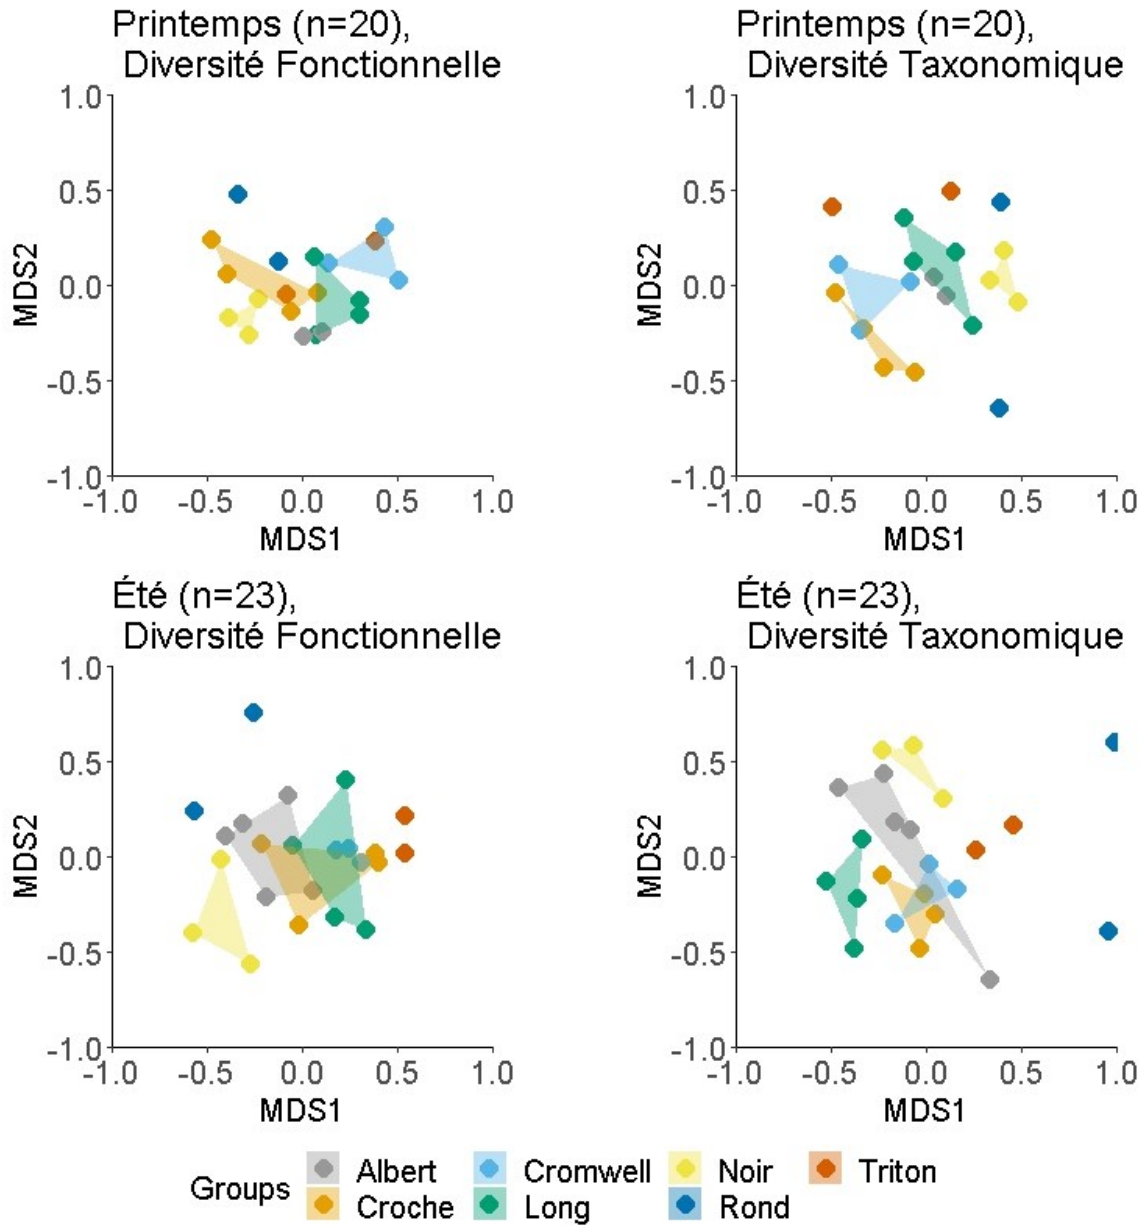 Printemps (n=20),
Diversité Fonctionnelle
1.0
0.5
0.0
-0.5
-1.0
MDS2
-1.0 -0.5 0.0 0.5 1.0
MDS1
Printemps (n=20),
Diversité Taxonomique
1.0
0.5
0.0
-0.5
-1.0
MDS2
-1.0 -0.5 0.0 0.5 1.0
MDS1
Été (n=23),
Diversité Fonctionnelle
1.0
0.5
0.0
-0.5
-1.0
MDS2
-1.0 -0.5 0.0 0.5 1.0
MDS1
Été (n=23),
Diversité Taxonomique
1.0
0.5
0.0
-0.5
-1.0
MDS2
-1.0 -0.5 0.0 0.5 1.0
MDS1
Groups
Albert Cromwell Noir Triton
Croche Long Rond